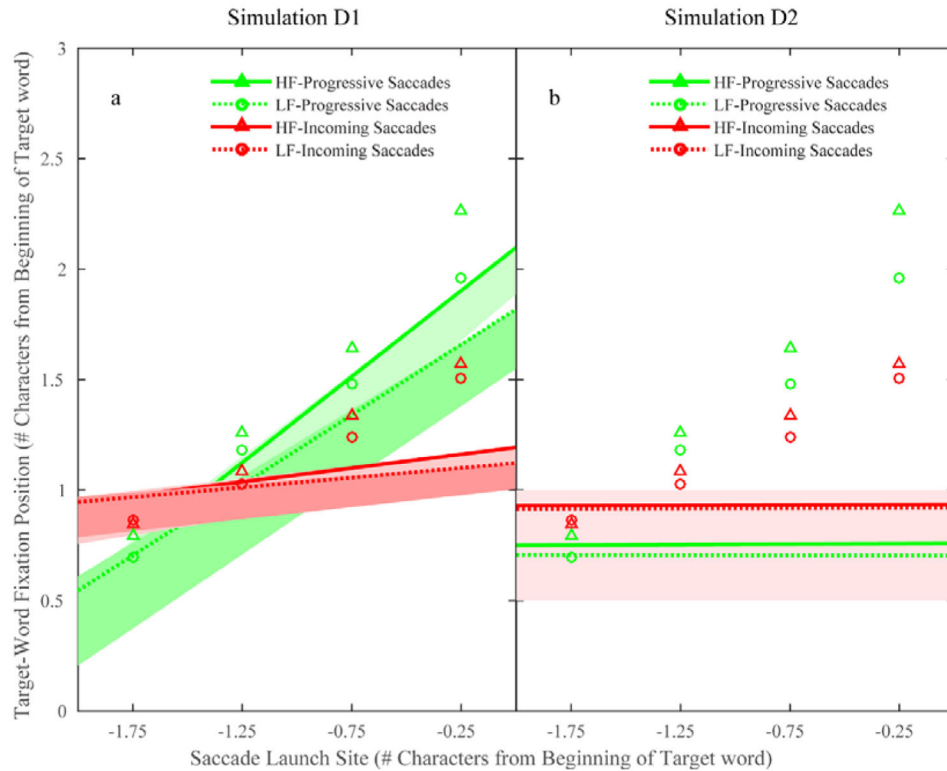 Simulation D1
Simulation D2
Target-Word Fixation Position (# Characters from Beginning of Target word)
3
2.5
2
1.5
1
0.5
0
a
HF-Progressive Saccades
LF-Progressive Saccades
HF-Incoming Saccades
LF-Incoming Saccades
b
HF-Progressive Saccades
LF-Progressive Saccades
HF-Incoming Saccades
LF-Incoming Saccades
-1.75 -1.25 -0.75 -0.25 -1.75 -1.25 -0.75 -0.25
Saccade Launch Site (# Characters from Beginning of Target word)